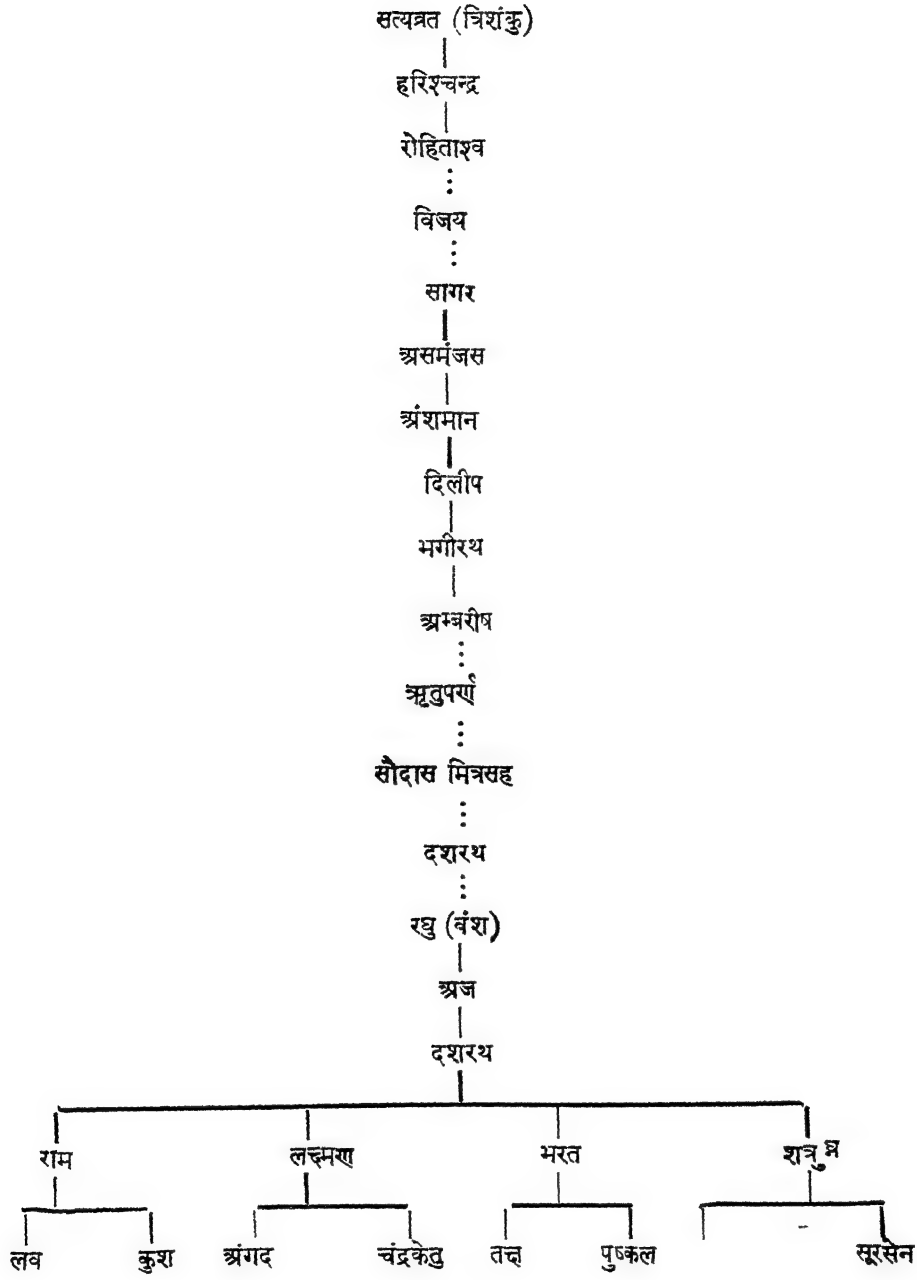 सत्यव्रत (त्रिशंकु)
हरिश्चन्द्र
रोहिताश्व
विजय
सागर
असमंजस
अंशमान
दिलीप
भगीरथ
अम्बरीष
ऋतुपर्ण
सौदास मित्रसह
दशरथ
रघु (वंश)
अज
दशरथ
राम लक्ष्मण भरत शत्रुघ्न
लव कुश अंगद चंद्रकेतु तक्ष पुष्कल सूरसेन